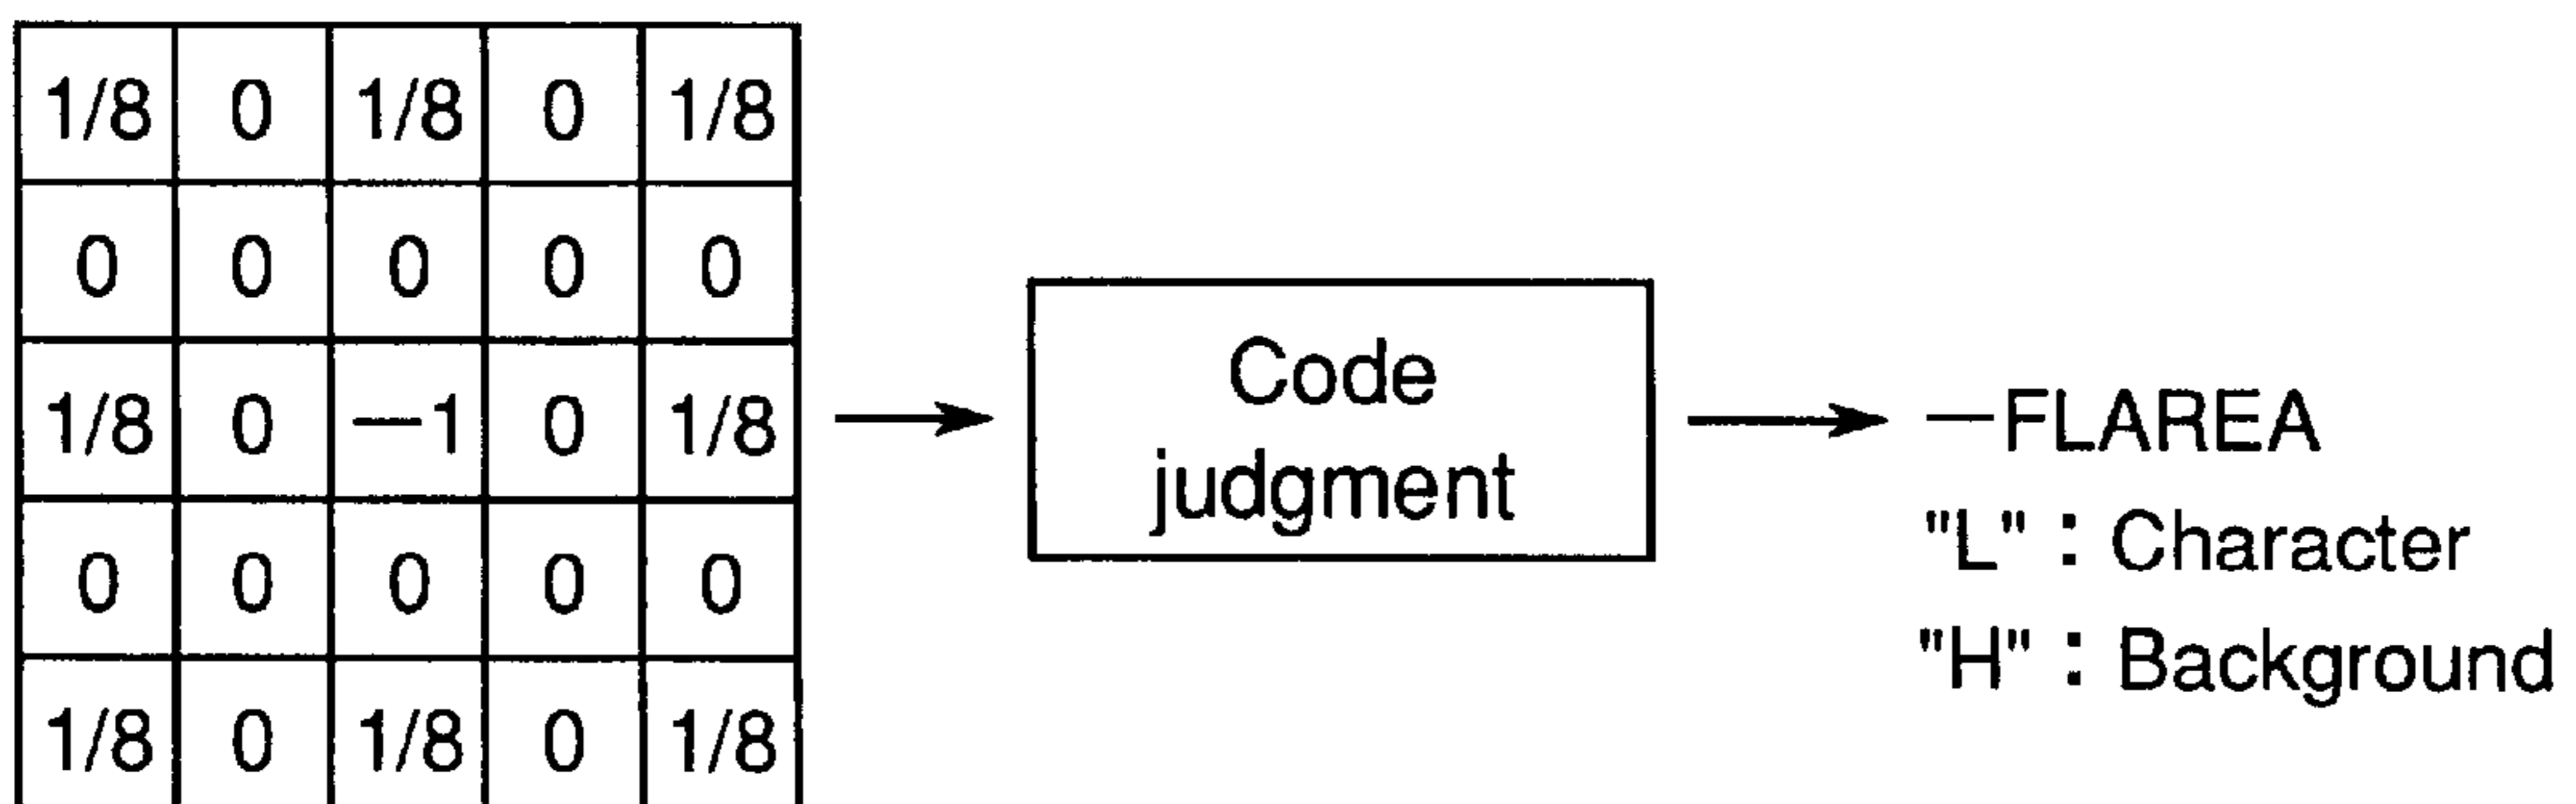 1/8 0 1/8 0 1/8
0 0 0 0 0
1/8 0 —1 0 1/8
0 0 0 0 0
1/8 0 1/8 0 1/8
Code
judgment
—FLAREA
"L" : Character
"H" : Background